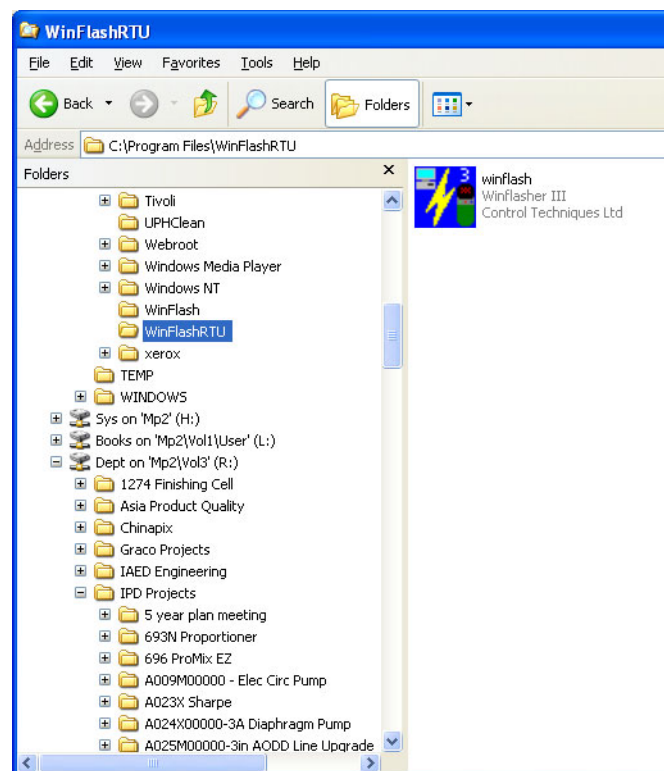 WinFlashRTU
File Edit View Favorites Tools Help
Back Search Folders
Address C:\Program Files\WinFlashRTU
Folders
Tivoli
UPHClean
Webroot
Windows Media Player
Windows NT
WinFlash
WinFlashRTU
xerox
TEMP
WINDOWS
Sys on 'Mp2' (H:)
Books on 'Mp2\Vol1\User' (L:)
Dept on 'Mp2\Vol3' (R:)
1274 Finishing Cell
Asia Product Quality
Chinapix
Graco Projects
IAED Engineering
IPD Projects
5 year plan meeting
693N Proportioner
696 ProMix EZ
A009M00000 - Elec Circ Pump
A023X Sharpe
A024X00000-3A Diaphragm Pump
A025M00000-3in AODD Line Upgrade
3
winflash
Winflasher III
Control Techniques Ltd